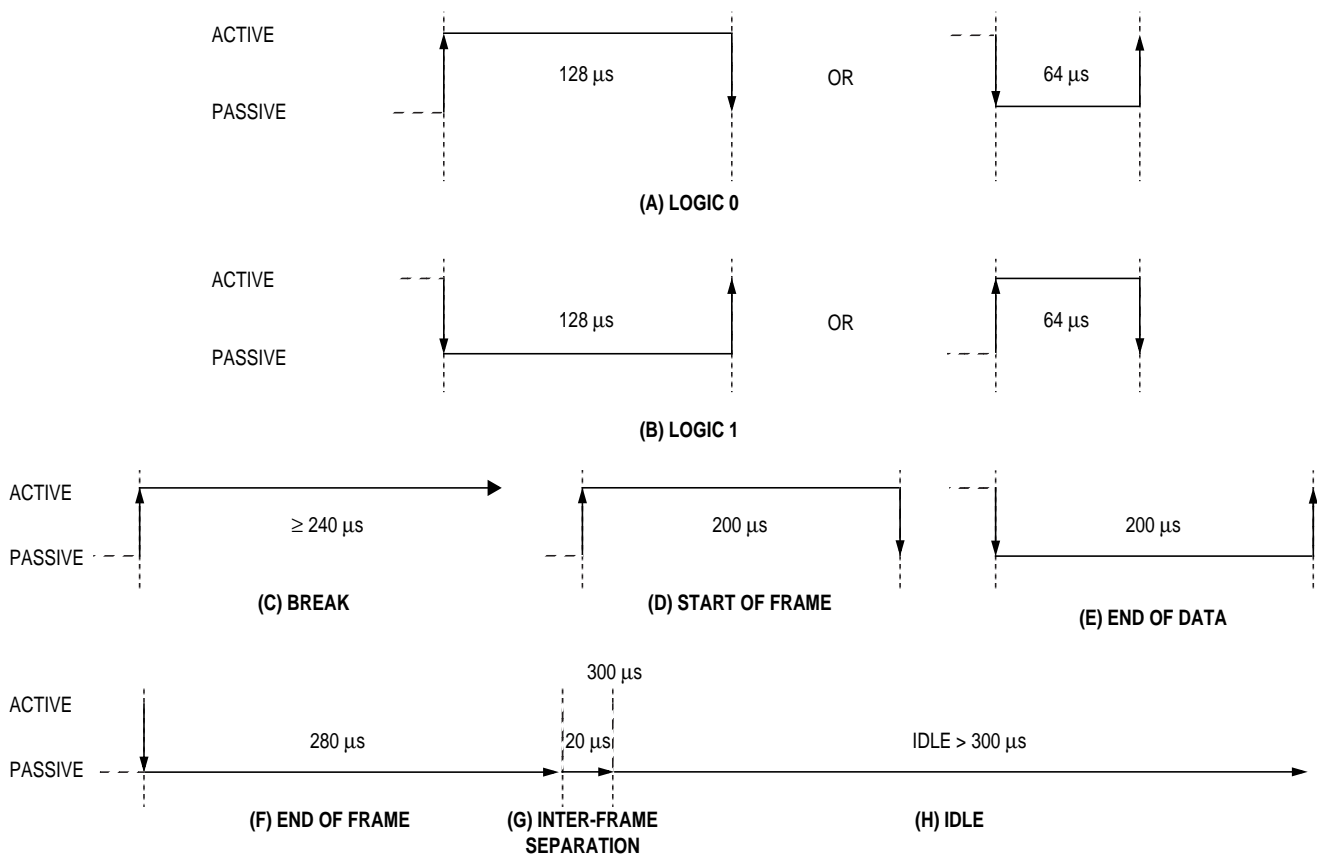 ACTIVE
128 μs
OR
64 μs
PASSIVE
(A) LOGIC 0
ACTIVE
128 μs
OR
64 μs
PASSIVE
(B) LOGIC 1
ACTIVE
≥ 240 μs
200 μs
200 μs
PASSIVE
(C) BREAK
(D) START OF FRAME
(E) END OF DATA
300 μs
ACTIVE
280 μs
20 μs
IDLE > 300 μs
PASSIVE
(F) END OF FRAME
(G) INTER-FRAME
SEPARATION
(H) IDLE